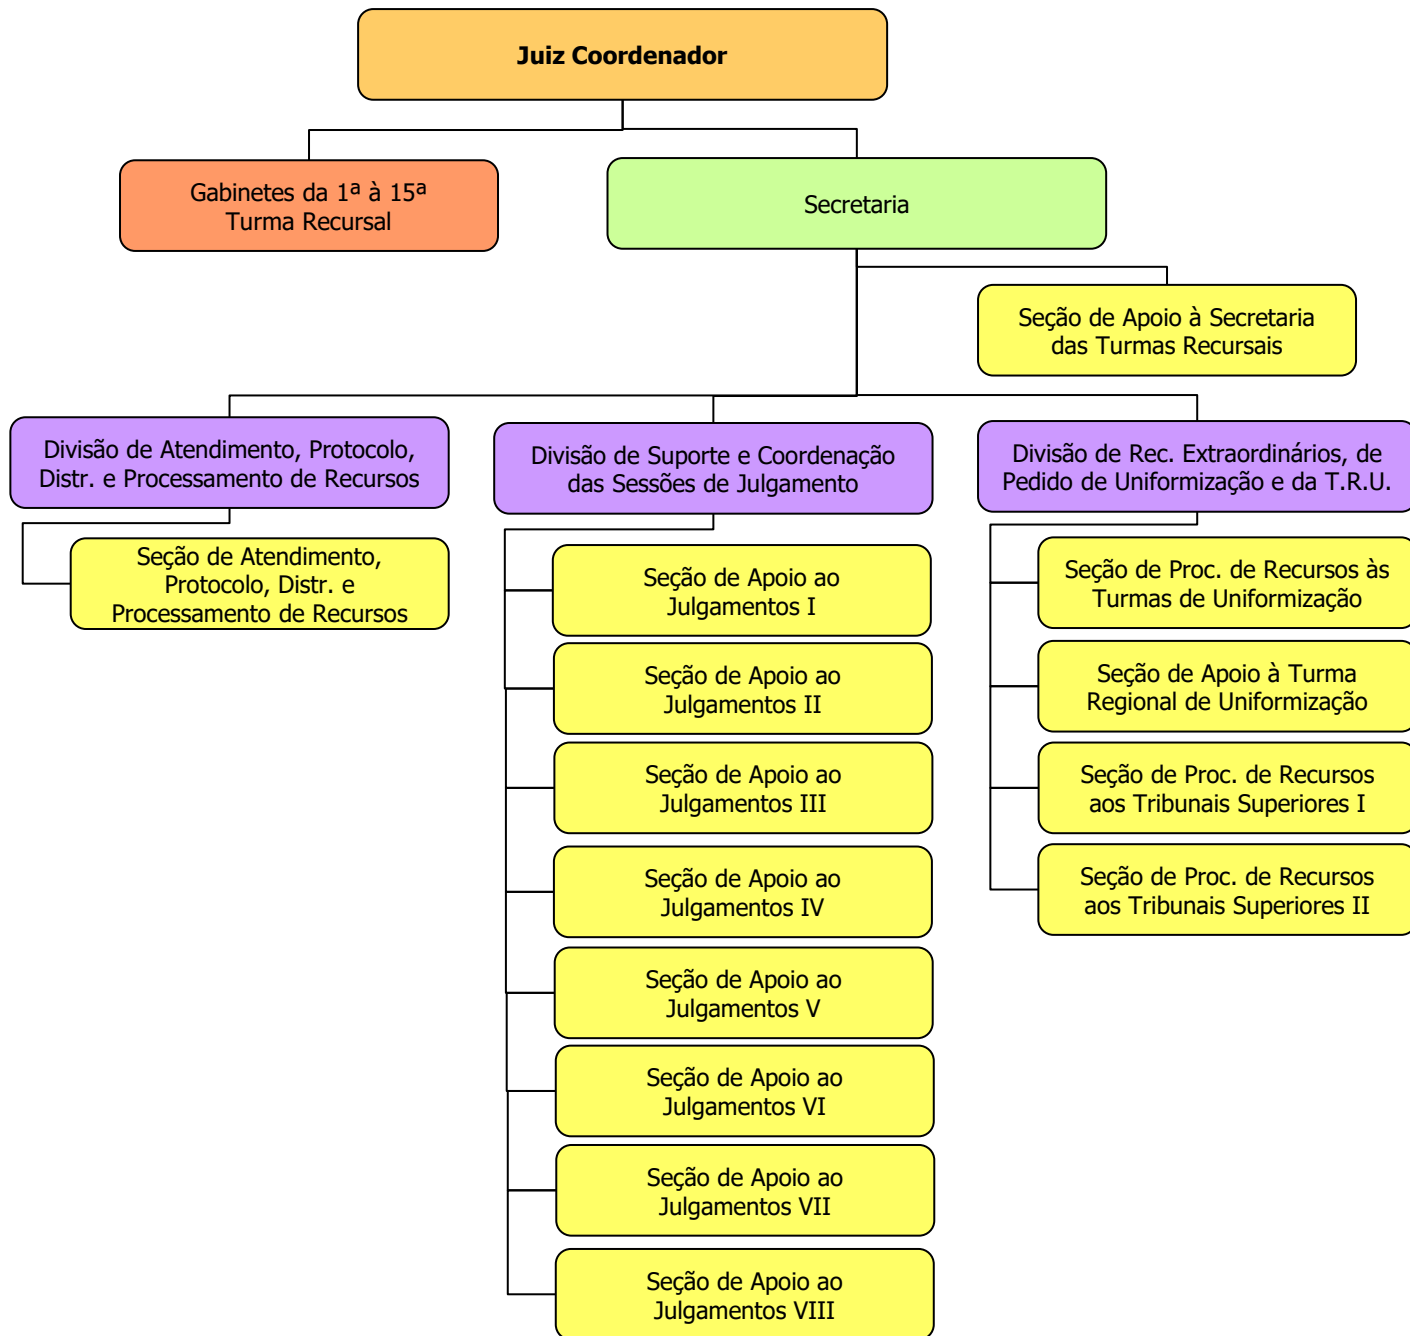 Juiz Coordenador
Gabinetes da 1ª à 15ª
Turma Recursal
Secretaria
Seção de Apoio à Secretaria
das Turmas Recursais
Divisão de Atendimento, Protocolo,
Distr. e Processamento de Recursos
Seção de Atendimento,
Protocolo, Distr. e
Processamento de Recursos
Divisão de Suporte e Coordenação
das Sessões de Julgamento
Seção de Apoio ao
Julgamentos I
Seção de Apoio ao
Julgamentos II
Seção de Apoio ao
Julgamentos III
Seção de Apoio ao
Julgamentos IV
Seção de Apoio ao
Julgamentos V
Seção de Apoio ao
Julgamentos VI
Seção de Apoio ao
Julgamentos VII
Seção de Apoio ao
Julgamentos VIII
Divisão de Rec. Extraordinários, de
Pedido de Uniformização e da T.R.U.
Seção de Proc. de Recursos às
Turmas de Uniformização
Seção de Apoio à Turma
Regional de Uniformização
Seção de Proc. de Recursos
aos Tribunais Superiores I
Seção de Proc. de Recursos
aos Tribunais Superiores II